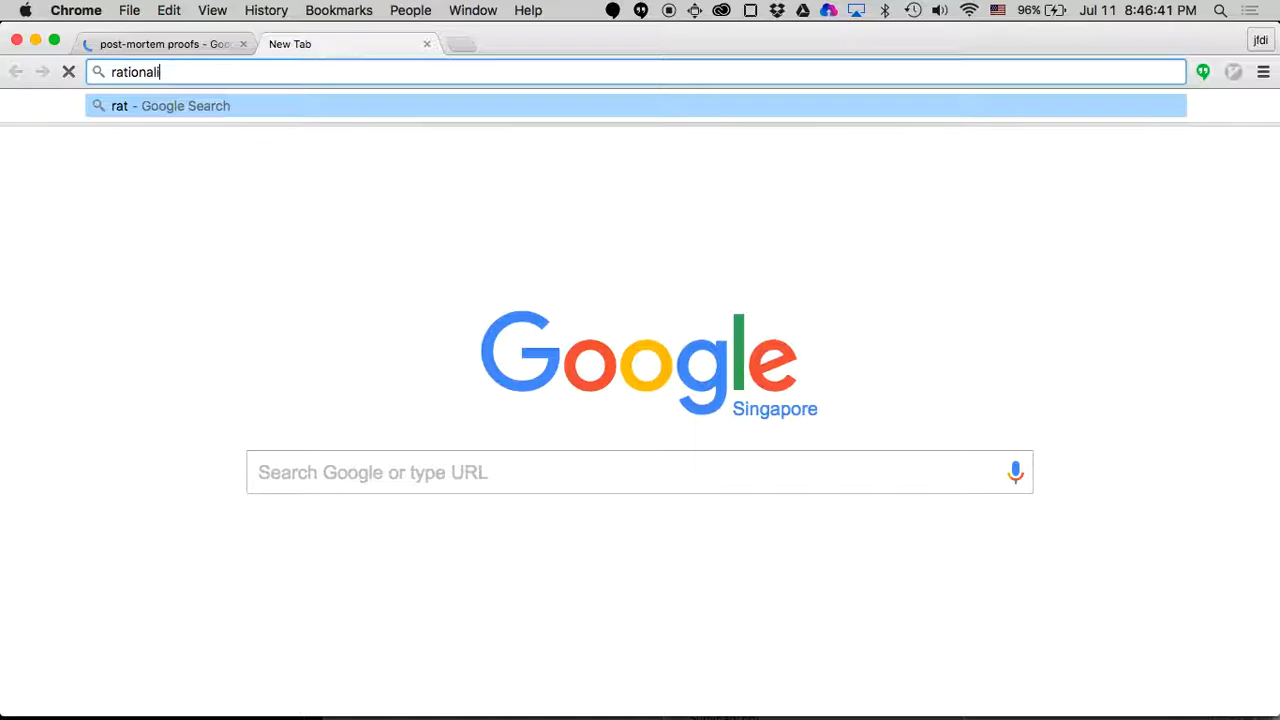 Chrome File Edit View History Bookmarks People Window Help 96% Jul 11 8:46:41 PM
post-mortem proofs - Goo New Tab jfdi
rationali
rat - Google Search
Google
Singapore
Search Google or type URL